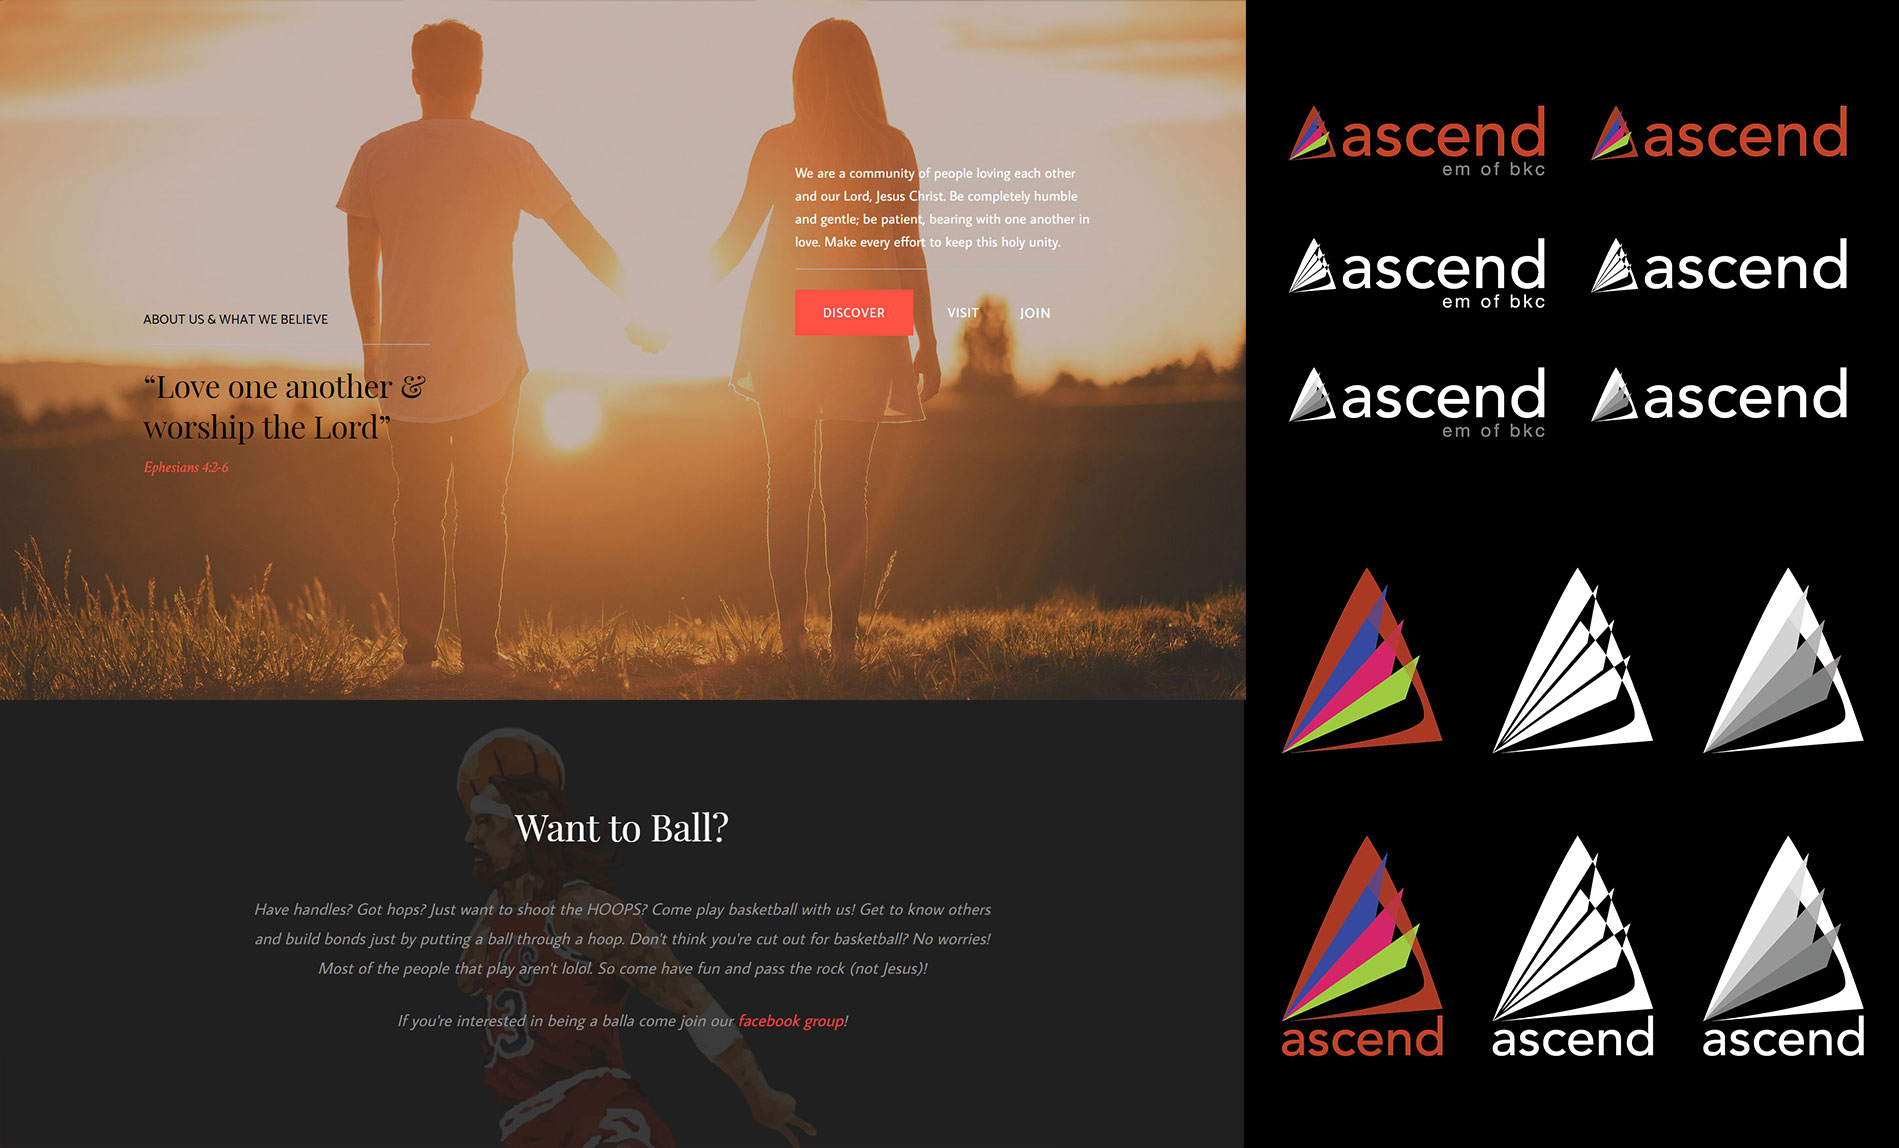 ABOUT US & WHAT WE BELIEVE
“Love one another &
worship the Lord”
Ephesians 4:2-6
We are a community of people loving each other
and our Lord, Jesus Christ. Be completely humble
and gentle; be patient, bearing with one another in
love. Make every effort to keep this holy unity.
DISCOVER VISIT JOIN
Want to Ball?
Have handles? Got hops? Just want to shoot the HOOPS? Come play basketball with us! Get to know others
and build bonds just by putting a ball through a hoop. Don't think you're cut out for basketball? No worries!
Most of the people that play aren't lolol. So come have fun and pass the rock (not Jesus)!
If you're interested in being a balla come join our facebook group!
33
ascend
em of bkc
ascend
ascend
em of bkc
ascend
ascend
em of bkc
ascend
ascend
ascend
ascend